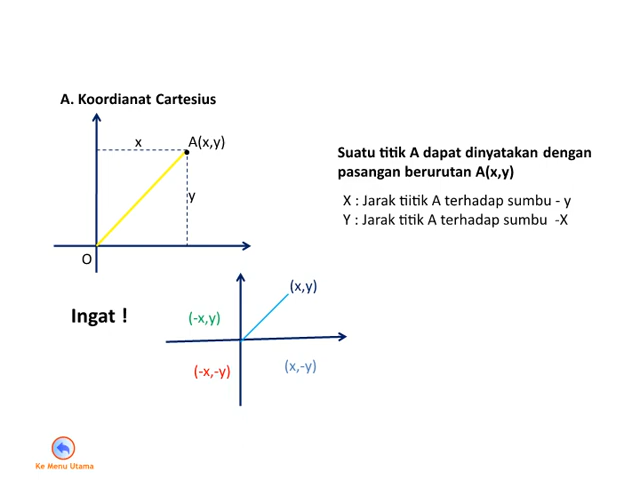 A. Koordianat Cartesius
x
A(x,y)
y
O
Suatu titik A dapat dinyatakan dengan
pasangan berurutan A(x,y)
X : Jarak tiitik A terhadap sumbu - y
Y : Jarak titik A terhadap sumbu -X
Ingat !
(x,y)
(-x,y)
(-x,-y)
(x,-y)
Ke Menu Utama